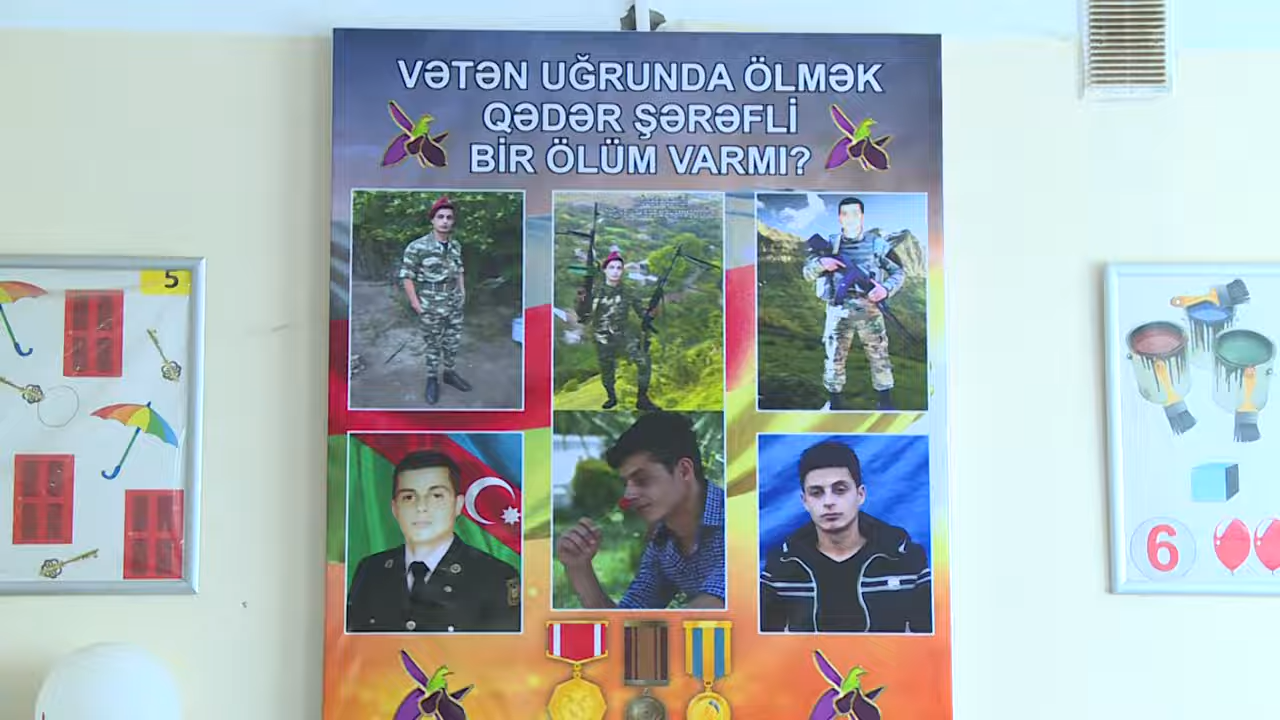 VƏTƏN UĞRUNDA ÖLMƏK
QƏDƏR ŞƏRƏFLİ
BİR ÖLÜM VARMI?
5
6